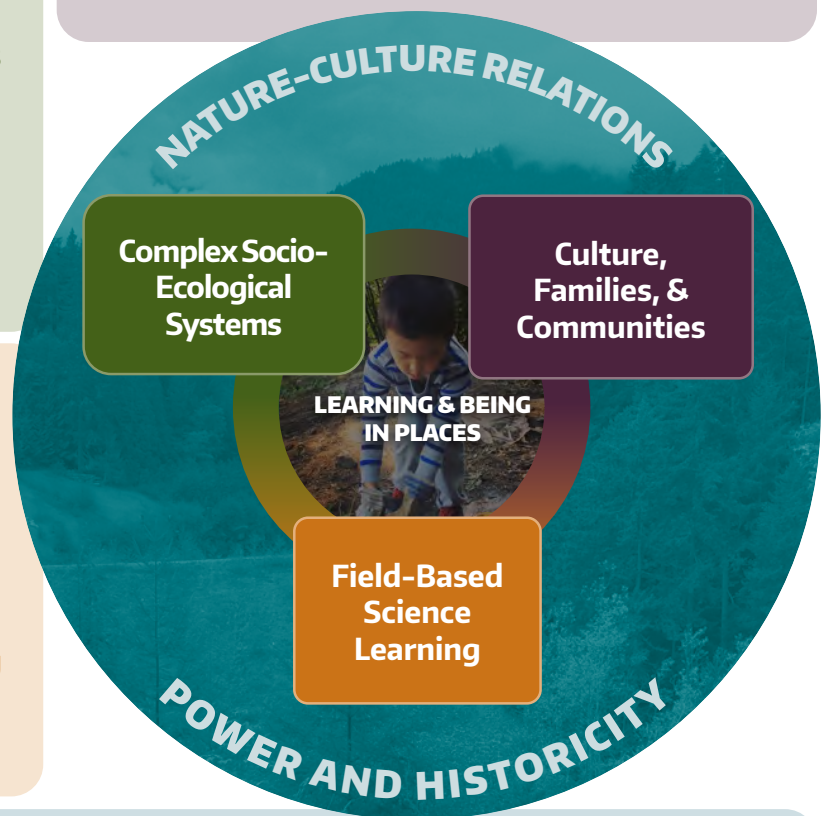 NATURE-CULTURE RELATIONS
Complex Socio-
Ecological
Systems
Culture,
Families, &
Communities
LEARNING & BEING
IN PLACES
Field-Based
Science
Learning
POWER AND HISTORICITY